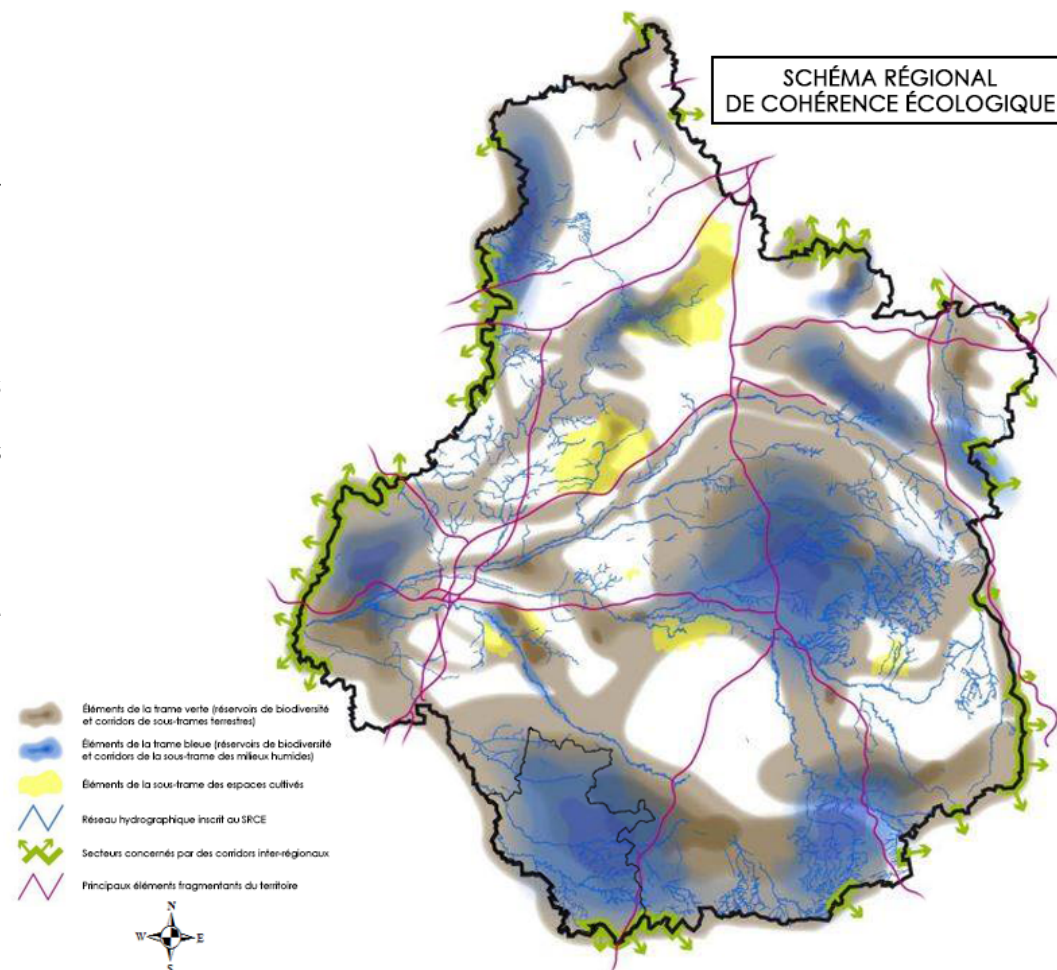 SCHÉMA RÉGIONAL
DE COHÉRENCE ÉCOLOGIQUE
Éléments de la trame verte (réservoirs de biodiversité
et corridors de sous-trames terrestres)
Éléments de la trame bleue (réservoirs de biodiversité
et corridors de la sous-trame des milieux humides)
Éléments de la sous-trame des espaces cultivés
Réseau hydrographique inscrit au SRCE
Secteurs concernés par des corridors inter-régionaux
Principaux éléments fragmentants du territoire
N
W E
S